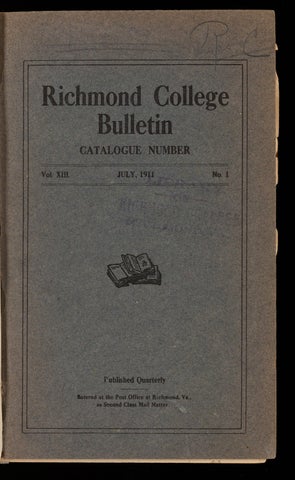 R C
Richmond College
Bulletin
CATALOGUE NUMBER
Vol. XIII. JULY, 1911 No. 1
Published Quarterly
Entered at the Post Office at Richmond, Va.,
as Second Class Mail Matter